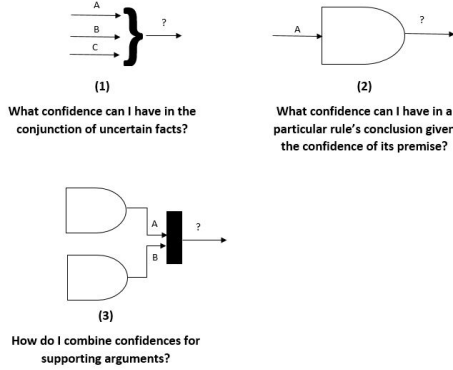 A
B
C
?
(1)
What confidence can I have in the
conjunction of uncertain facts?
A
?
(2)
What confidence can I have in a
particular rule's conclusion given
the confidence of its premise?
A
B
?
(3)
How do I combine confidences for
supporting arguments?